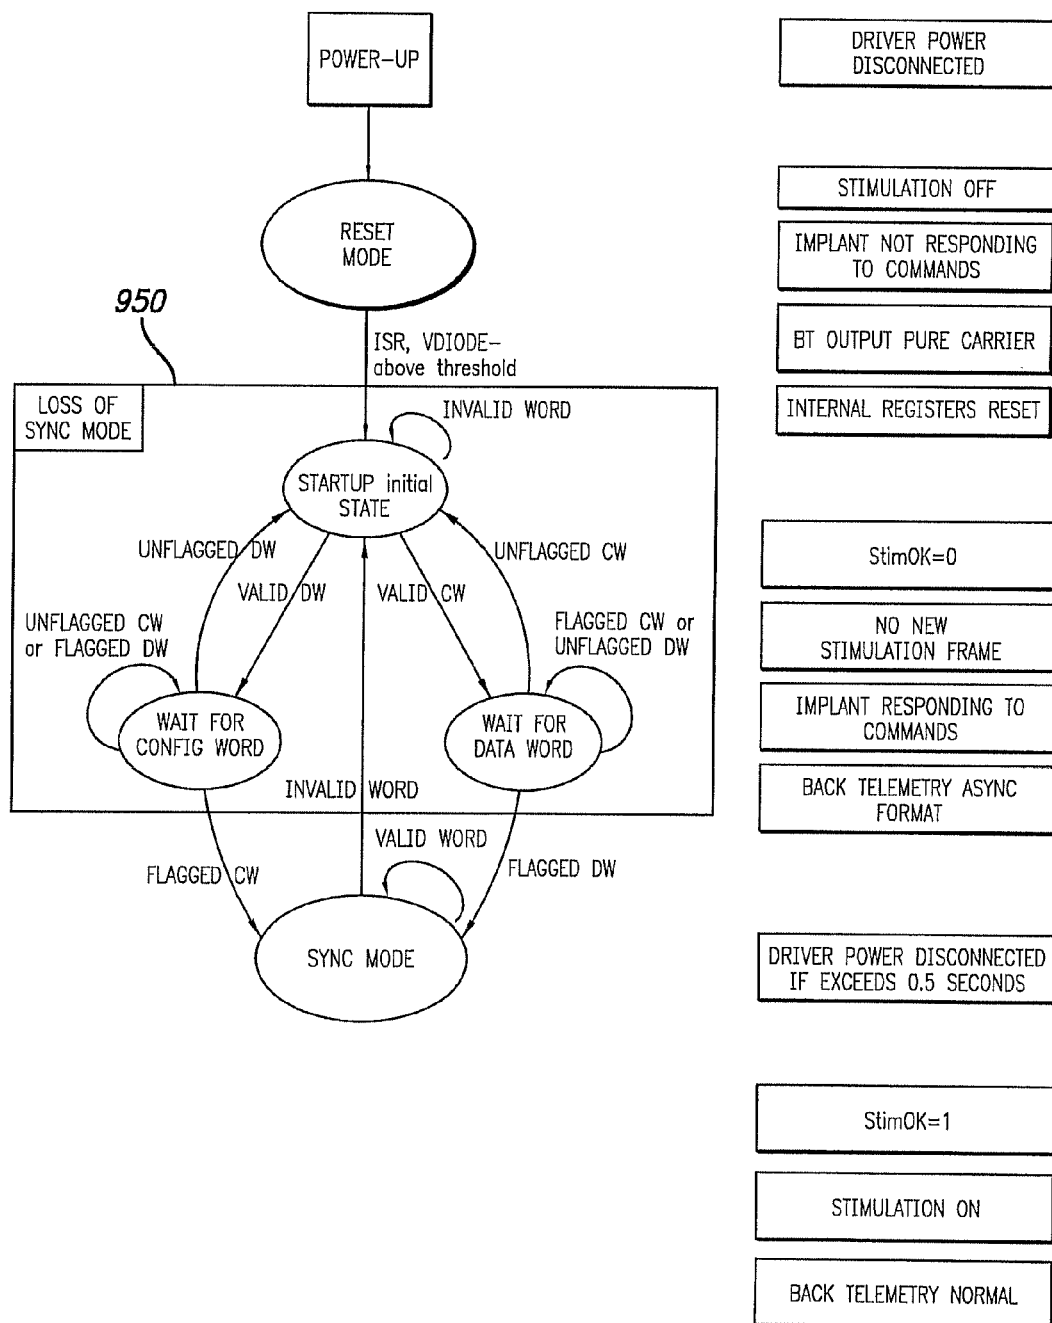 POWER-UP
DRIVER POWER
DISCONNECTED
RESET
MODE
STIMULATION OFF
IMPLANT NOT RESPONDING
TO COMMANDS
BT OUTPUT PURE CARRIER
INTERNAL REGISTERS RESET
950
ISR, VDIODE-
above threshold
LOSS OF
SYNC MODE
INVALID WORD
STARTUP initial
STATE
UNFLAGGED DW
VALID DW
VALID CW
UNFLAGGED CW
UNFLAGGED CW
or FLAGGED DW
FLAGGED CW or
UNFLAGGED DW
WAIT FOR
CONFIG WORD
WAIT FOR
DATA WORD
INVALID WORD
VALID WORD
FLAGGED CW
FLAGGED DW
SYNC MODE
StimOK=0
NO NEW
STIMULATION FRAME
IMPLANT RESPONDING TO
COMMANDS
BACK TELEMETRY ASYNC
FORMAT
DRIVER POWER DISCONNECTED
IF EXCEEDS 0.5 SECONDS
StimOK=1
STIMULATION ON
BACK TELEMETRY NORMAL